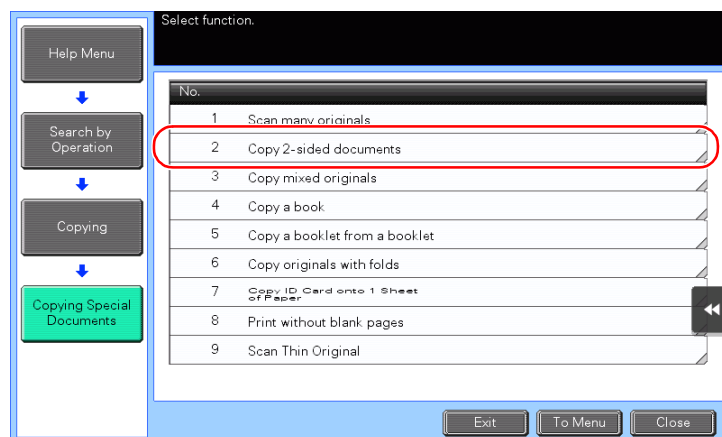 Select function.
Help Menu
Search by
Operation
Copying
Copying Special
Documents
No.
1 Scan many originals
2 Copy 2-sided documents
3 Copy mixed originals
4 Copy a book
5 Copy a booklet from a booklet
6 Copy originals with folds
7 Copy ID Card onto 1 Sheet
of Paper
8 Print without blank pages
9 Scan Thin Original
Exit To Menu Close